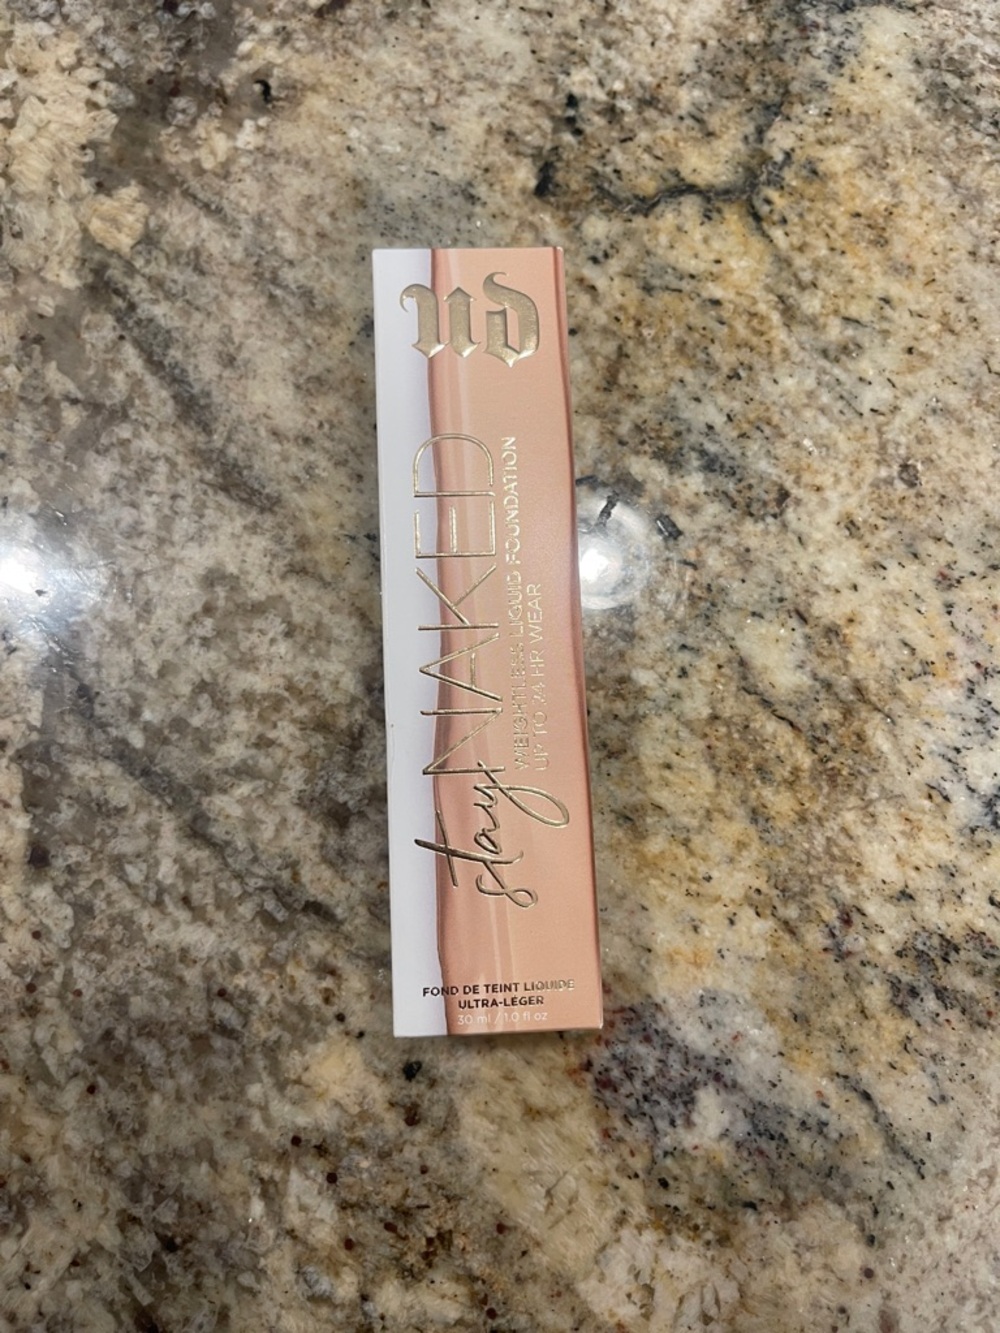 UD
stay NAKED
WEIGHTLESS LIQUID FOUNDATION
UP TO 24 HR WEAR
FOND DE TEINT LIQUIDE
ULTRA-LÉGER
30 ml / 1.0 fl oz